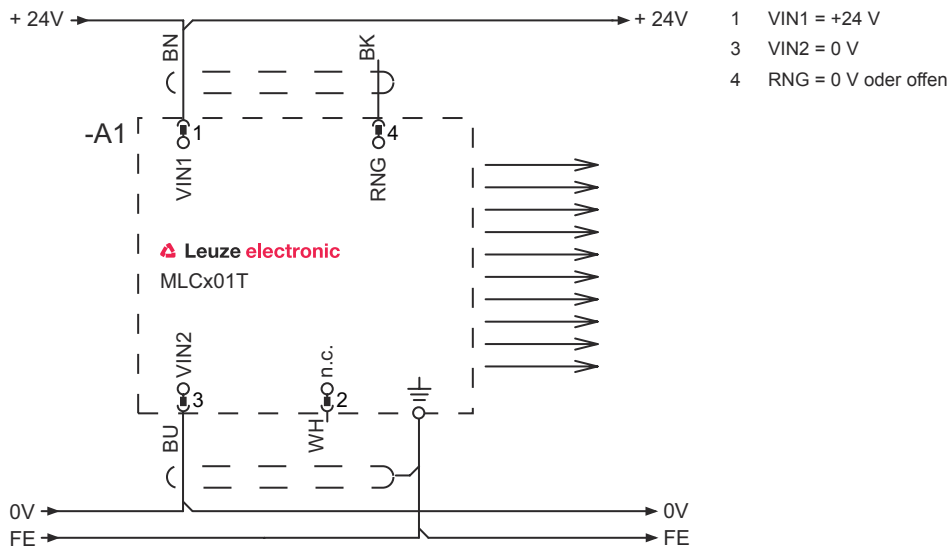 + 24V
+ 24V
1 VIN1 = +24 V
3 VIN2 = 0 V
4 RNG = 0 V oder offen
BN
BK
-A1
1
4
VIN1
RNG
Leuze electronic
MLCx01T
VIN2
n.c.
3
2
BU
WH
0V
0V
FE
FE